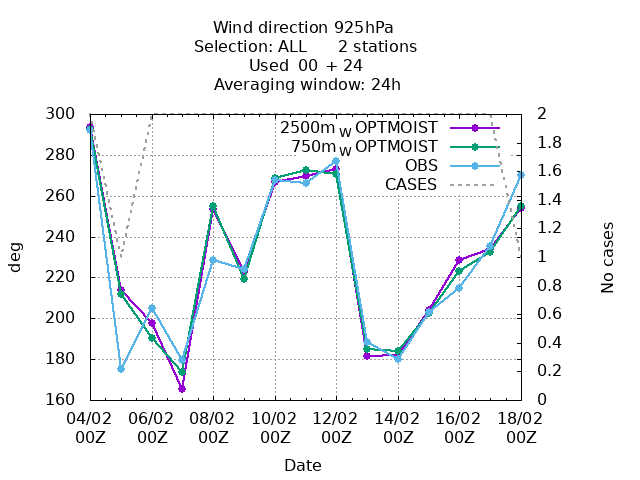 Wind direction 925hPa
Selection: ALL 2 stations
Used 00 + 24
Averaging window: 24h
300
280
260
240
220
200
180
160
deg
2500m W OPTMOIST
750m W OPTMOIST
OBS
CASES
2
1.8
1.6
1.4
1.2
1
0.8
0.6
0.4
0.2
0
No cases
04/02 06/02 08/02 10/02 12/02 14/02 16/02 18/02
00Z 00Z 00Z 00Z 00Z 00Z 00Z 00Z
Date